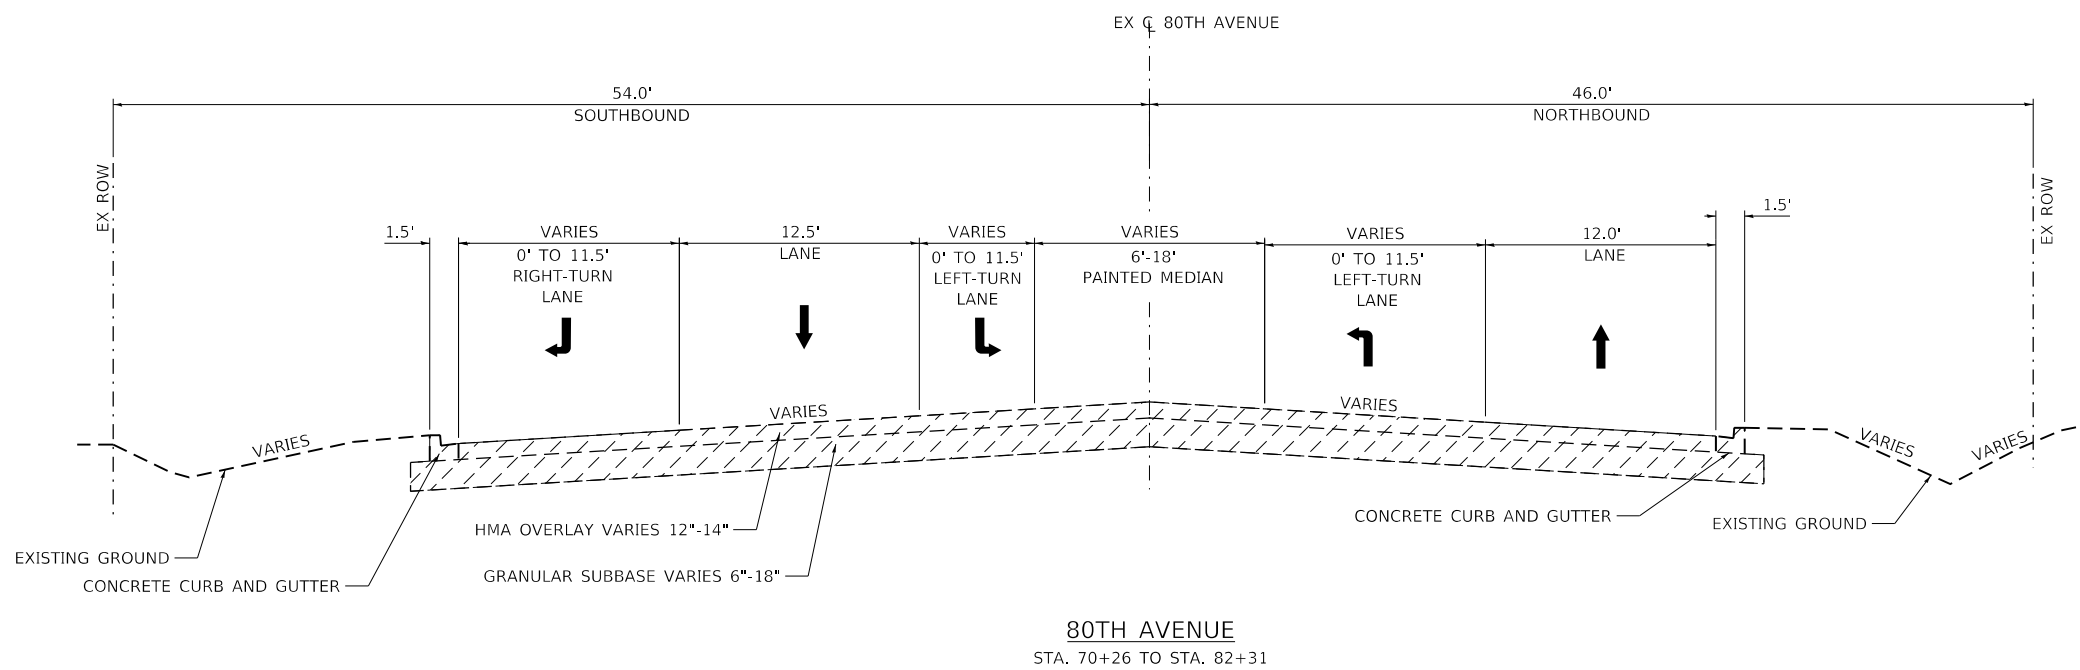 EX ℄ 80TH AVENUE
54.0'
SOUTHBOUND
46.0'
NORTHBOUND
EX ROW
EX ROW
1.5'
VARIES
0' TO 11.5'
RIGHT-TURN
LANE
12.5'
LANE
VARIES
0' TO 11.5'
LEFT-TURN
LANE
VARIES
6'-18'
PAINTED MEDIAN
VARIES
0' TO 11.5'
LEFT-TURN
LANE
12.0'
LANE
1.5'
VARIES
VARIES
VARIES
VARIES
VARIES
HMA OVERLAY VARIES 12"-14"
GRANULAR SUBBASE VARIES 6"-18"
EXISTING GROUND
CONCRETE CURB AND GUTTER
CONCRETE CURB AND GUTTER
EXISTING GROUND
80TH AVENUE
STA. 70+26 TO STA. 82+31